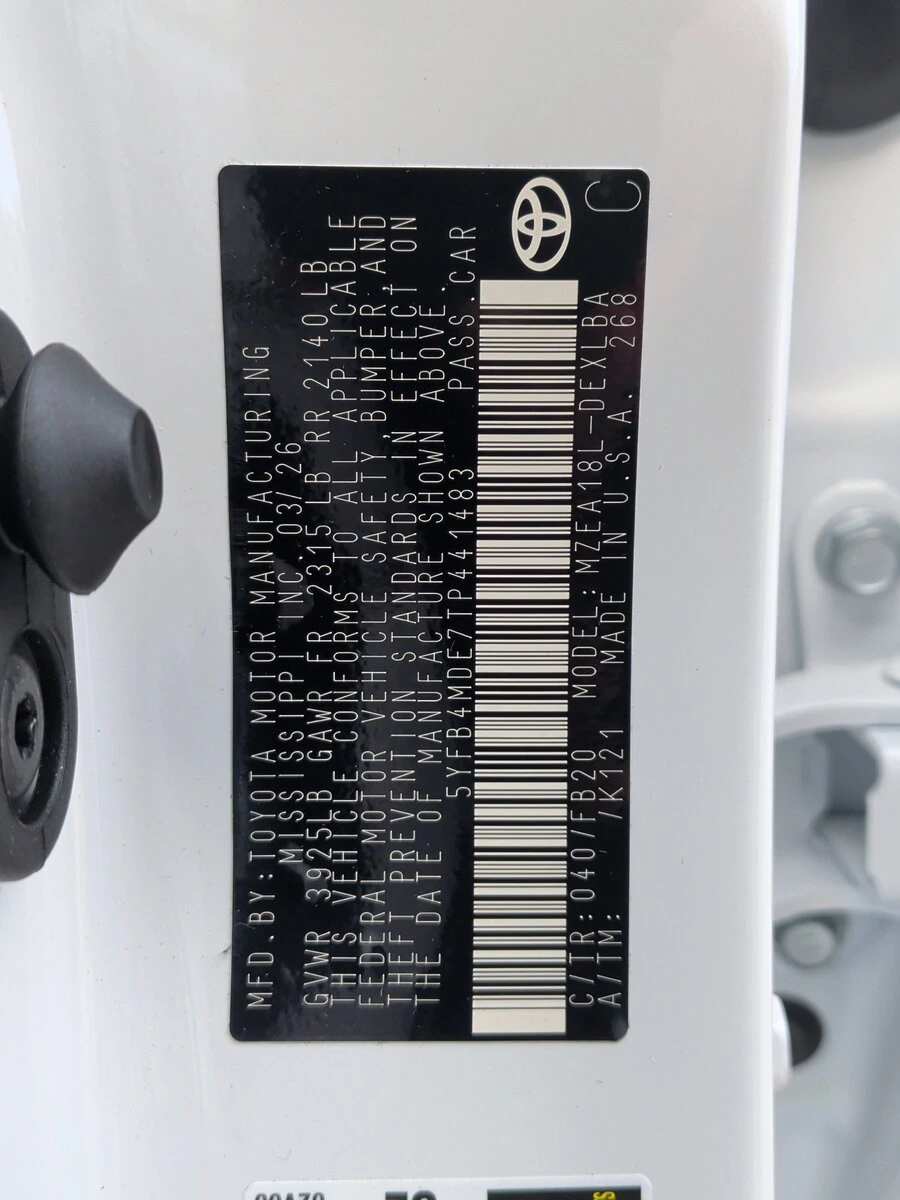 MFD.BY:TOYOTA MOTOR MANUFACTURING
MISSISSIPPI INC. 03/26
GVWR 3925LB GAWR FR 2315LB RR 2140LB
THIS VEHICLE CONFORMS TO ALL APPLICABLE
FEDERAL MOTOR VEHICLE SAFETY, BUMPER, AND
THEFT PREVENTION STANDARDS IN EFFECT ON
THE DATE OF MANUFACTURE SHOWN ABOVE.
5YFB4MDE7TP441483 PASS.CAR
C/TR:040/FB20 MODEL:MZEA18L-DEXLBA
A/TM: /K121 MADE IN U.S.A. 268
C